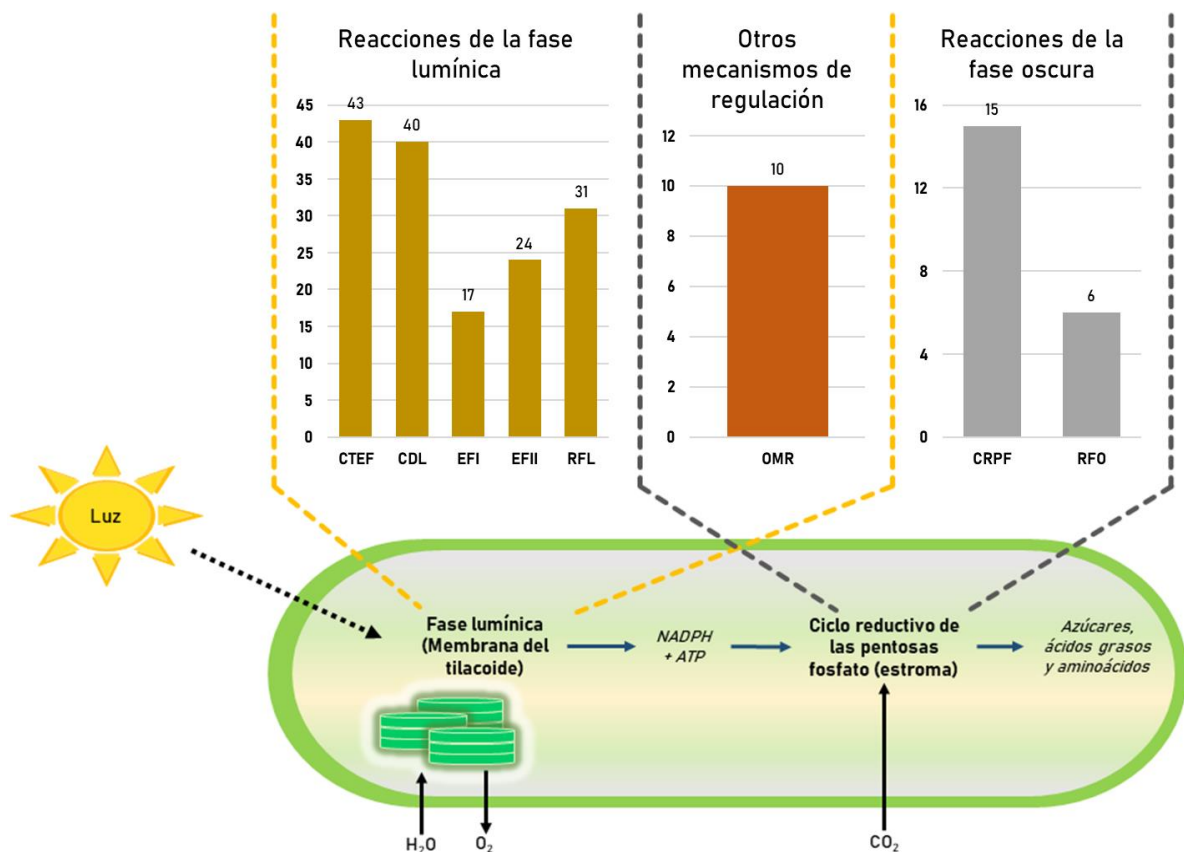 Reacciones de la fase
lumínica
45
40
35
30
25
20
15
10
5
0
43
40
17
24
31
CTEF
CDL
EFI
EFII
RFL
Otros
mecanismos de
regulación
12
10
8
6
4
2
0
10
OMR
Reacciones de la
fase oscura
16
12
8
4
0
15
6
CRPF
RFO
Luz
Fase lumínica
(Membrana del
tilacoide)
NADPH
+ ATP
Ciclo reductivo de
las pentosas
fosfato (estroma)
Azúcares,
ácidos grasos
y aminoácidos
H₂O
O₂
CO₂